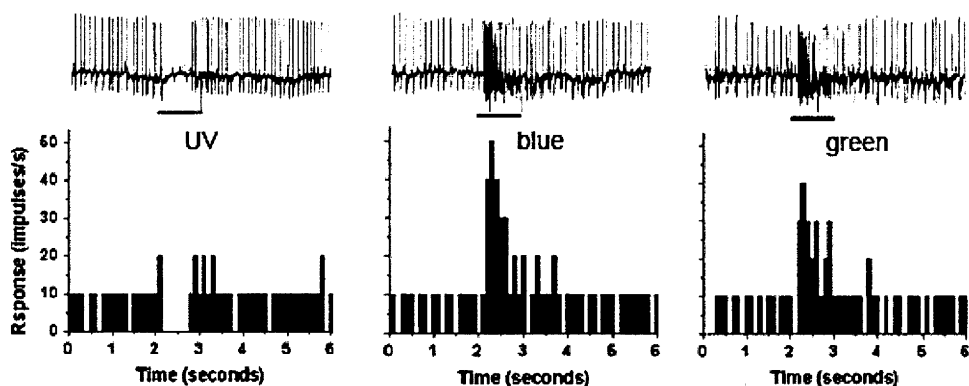 UV
blue
green
Rsponse (impulses/s)
50
40
30
20
10
0
0 1 2 3 4 5 6
0 1 2 3 4 5 6
0 1 2 3 4 5 6
Time (seconds)
Time (seconds)
Time (seconds)